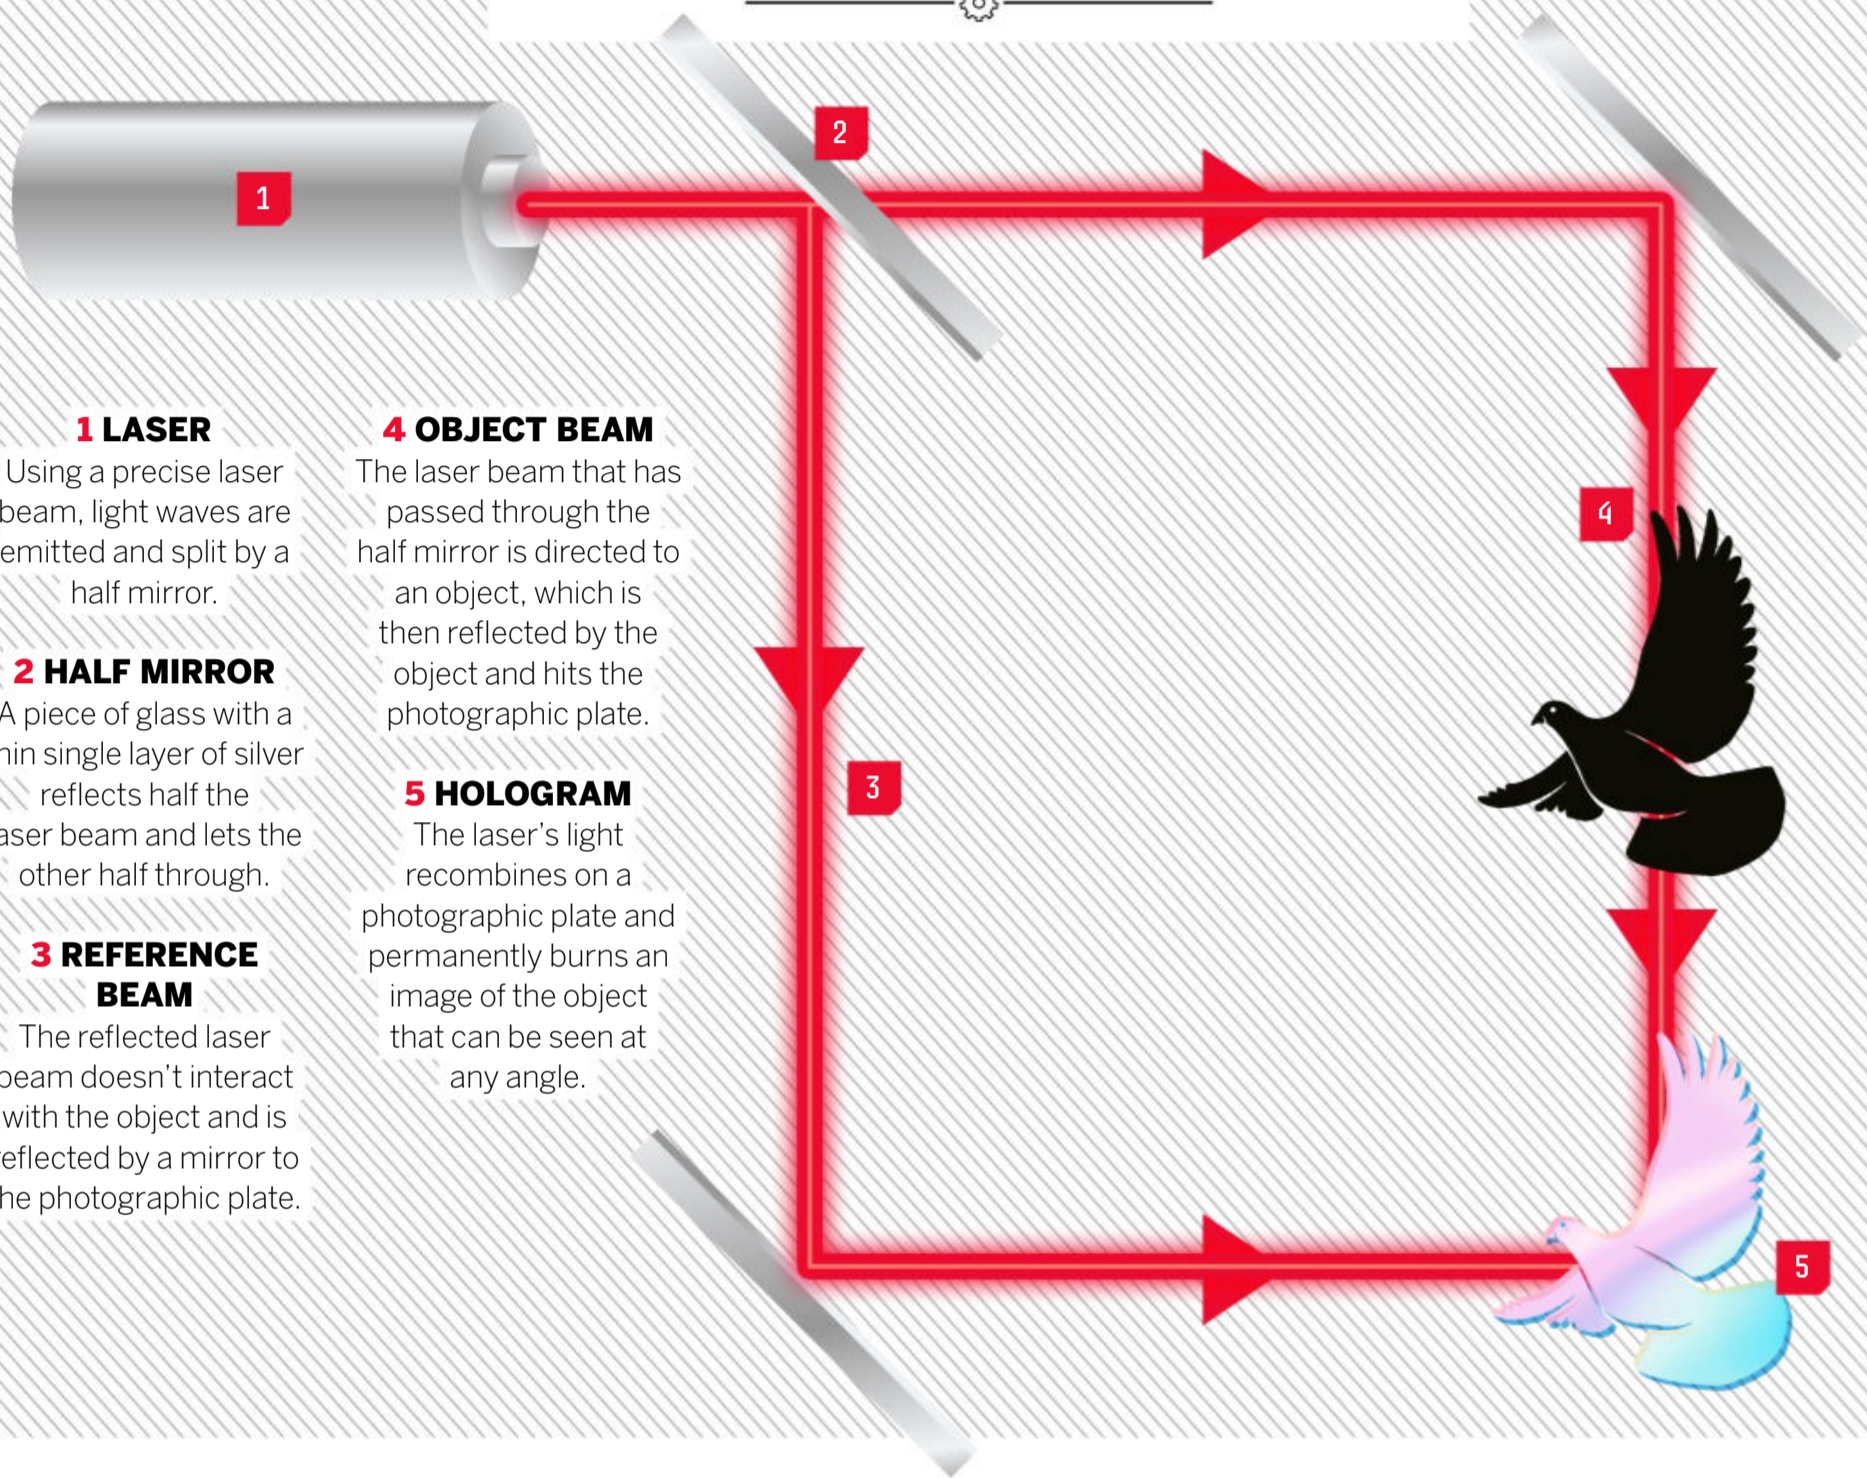 1
2
3
4
5
1 LASER
Using a precise laser
beam, light waves are
emitted and split by a
half mirror.
2 HALF MIRROR
A piece of glass with a
hin single layer of silver
reflects half the
aser beam and lets the
other half through.
3 REFERENCE
BEAM
The reflected laser
beam doesn't interact
with the object and is
eflected by a mirror to
he photographic plate.
4 OBJECT BEAM
The laser beam that has
passed through the
half mirror is directed to
an object, which is
then reflected by the
object and hits the
photographic plate.
5 HOLOGRAM
The laser's light
recombines on a
photographic plate and
permanently burns an
image of the object
that can be seen at
any angle.